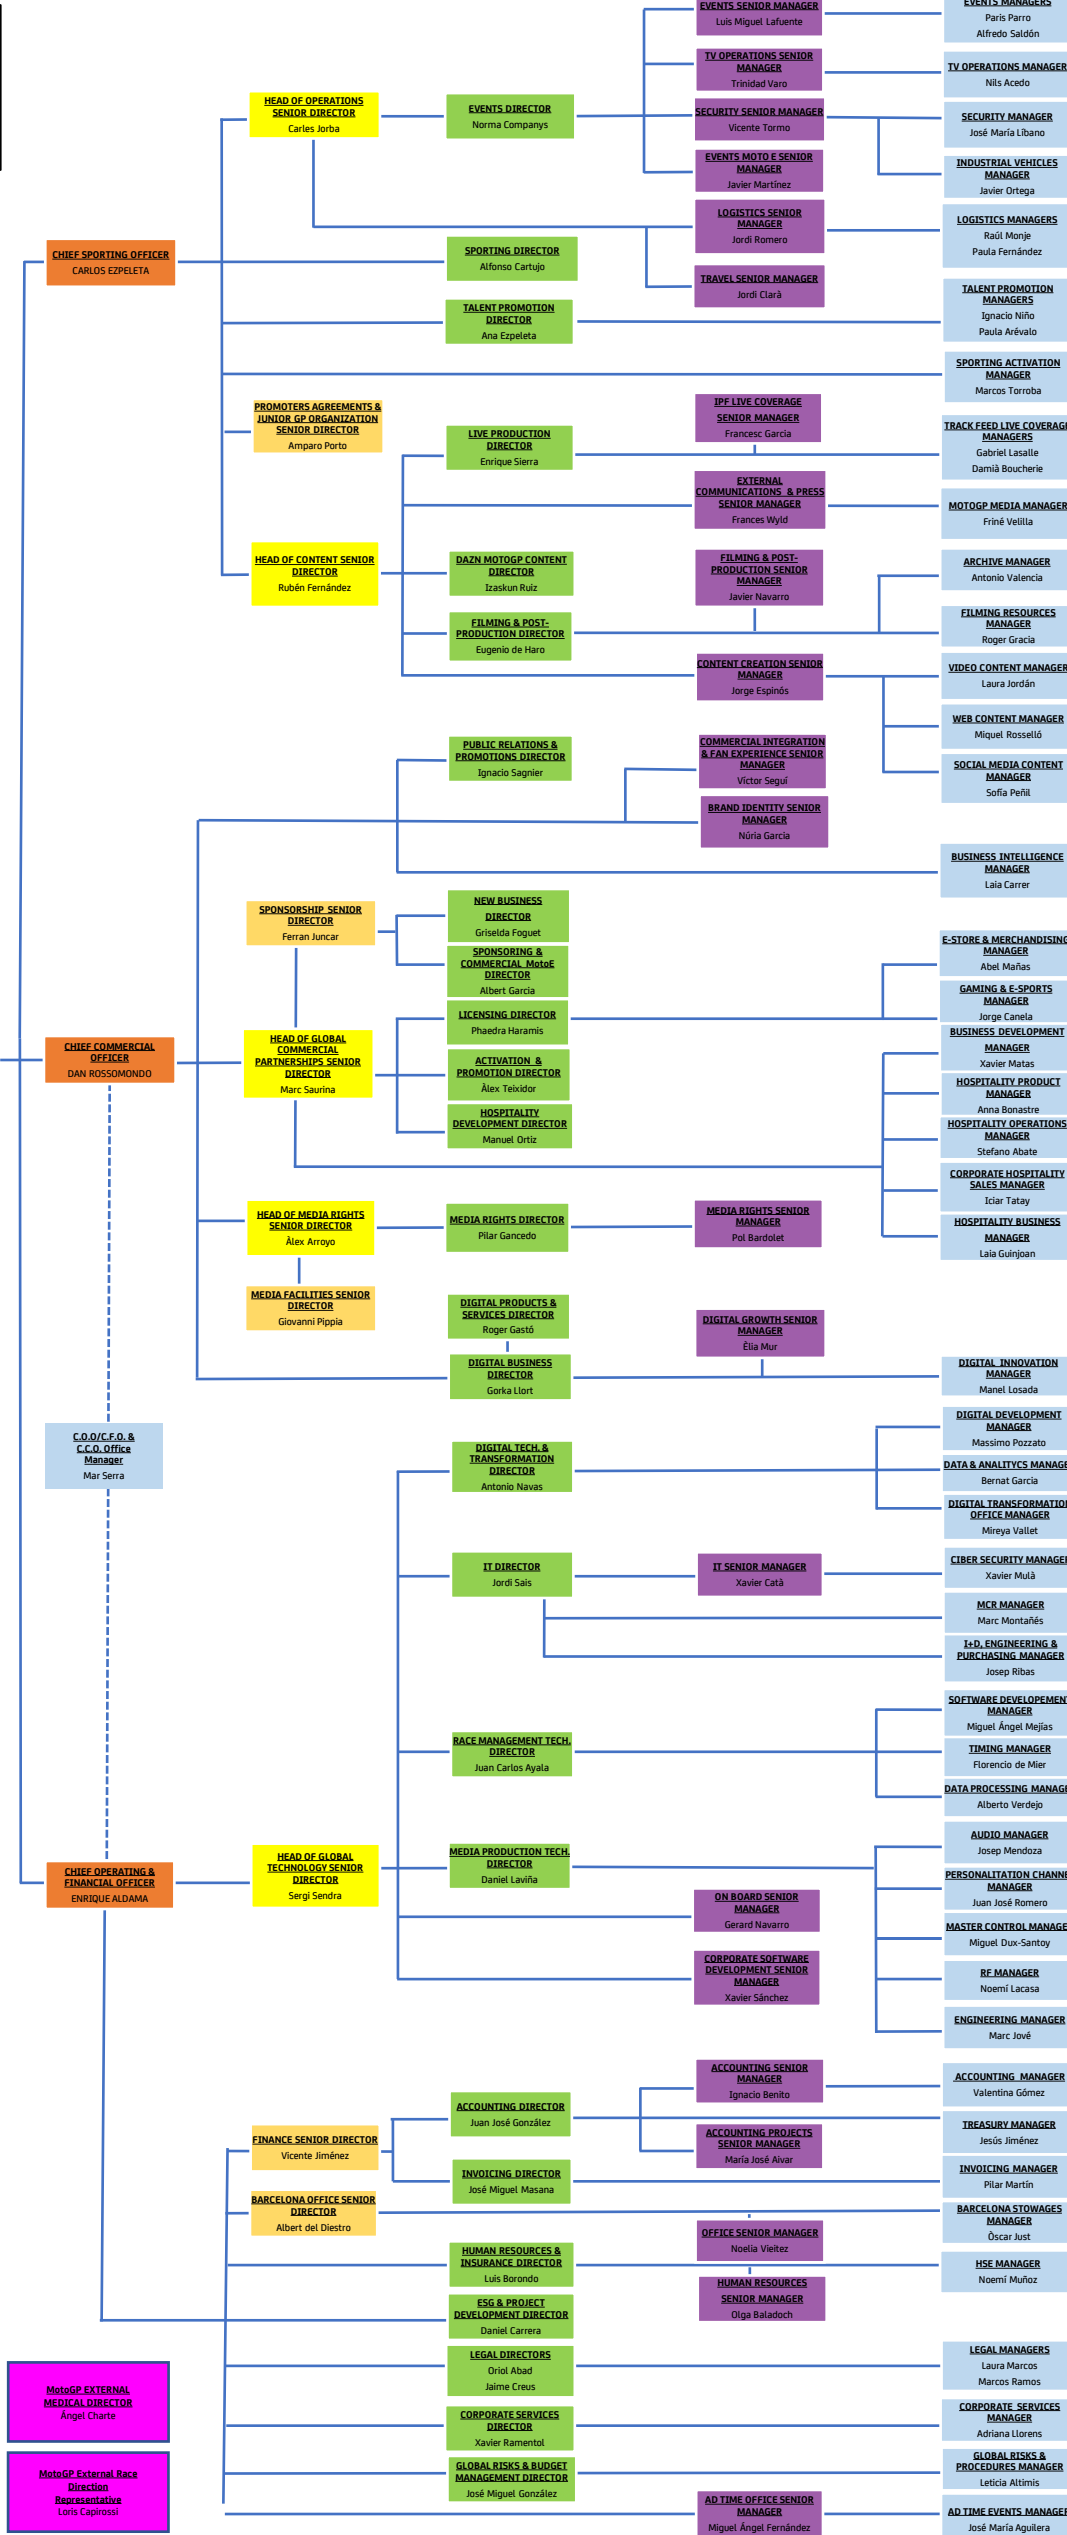 EVENTS SENIOR MANAGER
Luis Miguel Lafuente
EVENTS MANAGERS
Paris Parro
Alfredo Saldón
TV OPERATIONS SENIOR
MANAGER
Trinidad Varo
TV OPERATIONS MANAGER
Nils Acedo
HEAD OF OPERATIONS
SENIOR DIRECTOR
Carles Jorba
EVENTS DIRECTOR
Norma Companys
SECURITY SENIOR MANAGER
Vicente Tormo
SECURITY MANAGER
José María Líbano
EVENTS MOTO E SENIOR
MANAGER
Javier Martínez
INDUSTRIAL VEHICLES
MANAGER
Javier Ortega
LOGISTICS SENIOR
MANAGER
Jordi Romero
LOGISTICS MANAGERS
Raúl Monje
Paula Fernández
CHIEF SPORTING OFFICER
CARLOS EZPELETA
SPORTING DIRECTOR
Alfonso Cartujo
TRAVEL SENIOR MANAGER
Jordi Clarà
TALENT PROMOTION
DIRECTOR
Ana Ezpeleta
TALENT PROMOTION
MANAGERS
Ignacio Niño
Paula Arévalo
SPORTING ACTIVATION
MANAGER
Marcos Torroba
PROMOTERS AGREEMENTS &
JUNIOR GP ORGANIZATION
SENIOR DIRECTOR
Amparo Porto
IPF LIVE COVERAGE
SENIOR MANAGER
Francesc Garcia
LIVE PRODUCTION
DIRECTOR
Enrique Sierra
TRACK FEED LIVE COVERAGE
MANAGERS
Gabriel Lasalle
Damià Boucherie
EXTERNAL
COMMUNICATIONS & PRESS
SENIOR MANAGER
Frances Wyld
MOTOGP MEDIA MANAGER
Friné Velilla
HEAD OF CONTENT SENIOR
DIRECTOR
Rubén Fernández
DAZN MOTOGP CONTENT
DIRECTOR
Izaskun Ruiz
FILMING & POST-
PRODUCTION SENIOR
MANAGER
Javier Navarro
ARCHIVE MANAGER
Antonio Valencia
FILMING & POST-
PRODUCTION DIRECTOR
Eugenio de Haro
FILMING RESOURCES
MANAGER
Roger Gracia
CONTENT CREATION SENIOR
MANAGER
Jorge Espinós
VIDEO CONTENT MANAGER
Laura Jordán
WEB CONTENT MANAGER
Miquel Rosselló
SOCIAL MEDIA CONTENT
MANAGER
Sofía Peñil
PUBLIC RELATIONS &
PROMOTIONS DIRECTOR
Ignacio Sagnier
COMMERCIAL INTEGRATION
& FAN EXPERIENCE SENIOR
MANAGER
Víctor Seguí
BRAND IDENTITY SENIOR
MANAGER
Núria Garcia
BUSINESS INTELLIGENCE
MANAGER
Laia Carrer
SPONSORSHIP SENIOR
DIRECTOR
Ferran Juncar
NEW BUSINESS
DIRECTOR
Griselda Foguet
SPONSORING &
COMMERCIAL MotoE
DIRECTOR
Albert Garcia
E-STORE & MERCHANDISING
MANAGER
Abel Mañas
LICENSING DIRECTOR
Phaedra Haramis
GAMING & E-SPORTS
MANAGER
Jorge Canela
CHIEF COMMERCIAL
OFFICER
DAN ROSSOMONDO
HEAD OF GLOBAL
COMMERCIAL
PARTNERSHIPS SENIOR
DIRECTOR
Marc Saurina
ACTIVATION &
PROMOTION DIRECTOR
Àlex Teixidor
BUSINESS DEVELOPMENT
MANAGER
Xavier Matas
HOSPITALITY PRODUCT
MANAGER
Anna Bonastre
HOSPITALITY
DEVELOPMENT DIRECTOR
Manuel Ortiz
HOSPITALITY OPERATIONS
MANAGER
Stefano Abate
CORPORATE HOSPITALITY
SALES MANAGER
Iciar Tatay
HEAD OF MEDIA RIGHTS
SENIOR DIRECTOR
Àlex Arroyo
MEDIA RIGHTS DIRECTOR
Pilar Gancedo
MEDIA RIGHTS SENIOR
MANAGER
Pol Bardolet
HOSPITALITY BUSINESS
MANAGER
Laia Guinjoan
MEDIA FACILITIES SENIOR
DIRECTOR
Giovanni Pippia
DIGITAL PRODUCTS &
SERVICES DIRECTOR
Roger Gastó
DIGITAL GROWTH SENIOR
MANAGER
Èlia Mur
DIGITAL BUSINESS
DIRECTOR
Gorka Llort
DIGITAL INNOVATION
MANAGER
Manel Losada
C.O.O/C.F.O. &
C.C.O. Office
Manager
Mar Serra
DIGITAL TECH. &
TRANSFORMATION
DIRECTOR
Antonio Navas
DIGITAL DEVELOPMENT
MANAGER
Massimo Pozzato
DATA & ANALITYCS MANAGE
Bernat Garcia
DIGITAL TRANSFORMATION
OFFICE MANAGER
Mireya Vallet
IT DIRECTOR
Jordi Sais
IT SENIOR MANAGER
Xavier Catà
CIBER SECURITY MANAGER
Xavier Mulà
MCR MANAGER
Marc Montañés
I+D, ENGINEERING &
PURCHASING MANAGER
Josep Ribas
RACE MANAGEMENT TECH.
DIRECTOR
Juan Carlos Ayala
SOFTWARE DEVELOPEMENT
MANAGER
Miguel Ángel Mejías
TIMING MANAGER
Florencio de Mier
DATA PROCESSING MANAGE
Alberto Verdejo
CHIEF OPERATING &
FINANCIAL OFFICER
ENRIQUE ALDAMA
HEAD OF GLOBAL
TECHNOLOGY SENIOR
DIRECTOR
Sergi Sendra
MEDIA PRODUCTION TECH.
DIRECTOR
Daniel Laviña
AUDIO MANAGER
Josep Mendoza
PERSONALITATION CHANNE
MANAGER
Juan José Romero
ON BOARD SENIOR
MANAGER
Gerard Navarro
MASTER CONTROL MANAGE
Miguel Dux-Santoy
CORPORATE SOFTWARE
DEVELOPMENT SENIOR
MANAGER
Xavier Sánchez
RF MANAGER
Noemí Lacasa
ENGINEERING MANAGER
Marc Jové
ACCOUNTING SENIOR
MANAGER
Ignacio Benito
ACCOUNTING MANAGER
Valentina Gómez
ACCOUNTING DIRECTOR
Juan José González
TREASURY MANAGER
Jesús Jiménez
FINANCE SENIOR DIRECTOR
Vicente Jiménez
ACCOUNTING PROJECTS
SENIOR MANAGER
María José Aivar
INVOICING DIRECTOR
José Miguel Masana
INVOICING MANAGER
Pilar Martín
BARCELONA OFFICE SENIOR
DIRECTOR
Albert del Diestro
BARCELONA STOWAGES
MANAGER
Òscar Just
OFFICE SENIOR MANAGER
Noelia Vieitez
HUMAN RESOURCES &
INSURANCE DIRECTOR
Luis Borondo
HSE MANAGER
Noemí Muñoz
HUMAN RESOURCES
SENIOR MANAGER
Olga Baladoch
ESG & PROJECT
DEVELOPMENT DIRECTOR
Daniel Carrera
LEGAL DIRECTORS
Oriol Abad
Jaime Creus
LEGAL MANAGERS
Laura Marcos
Marcos Ramos
MotoGP EXTERNAL
MEDICAL DIRECTOR
Ángel Charte
CORPORATE SERVICES
DIRECTOR
Xavier Ramentol
CORPORATE SERVICES
MANAGER
Adriana Llorens
GLOBAL RISKS & BUDGET
MANAGEMENT DIRECTOR
José Miguel González
GLOBAL RISKS &
PROCEDURES MANAGER
Leticia Altimis
MotoGP External Race
Direction
Representative
Loris Capirossi
AD TIME OFFICE SENIOR
MANAGER
Miguel Ángel Fernández
AD TIME EVENTS MANAGER
José María Aguilera